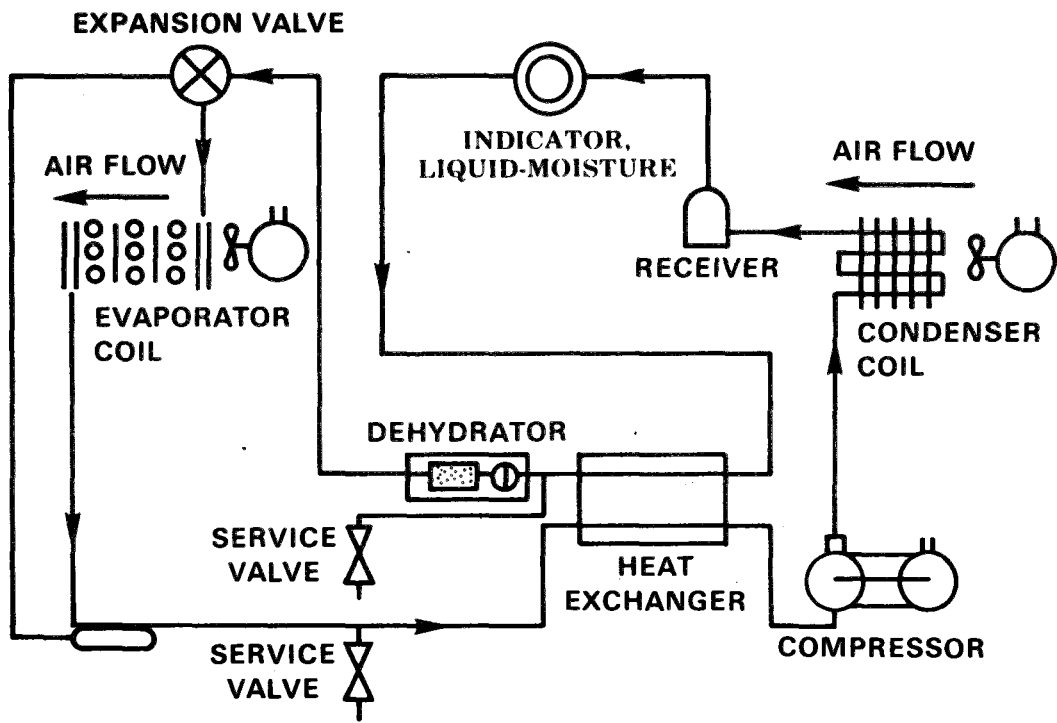 EXPANSION VALVE
INDICATOR,
LIQUID-MOISTURE
AIR FLOW
AIR FLOW
RECEIVER
EVAPORATOR
COIL
CONDENSER
COIL
DEHYDRATOR
SERVICE
VALVE
HEAT
EXCHANGER
COMPRESSOR
SERVICE
VALVE